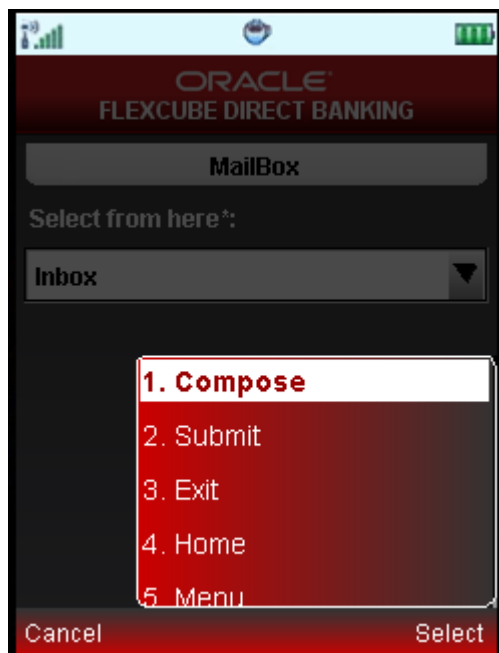 ORACLE
FLEXCUBE DIRECT BANKING
MailBox
Select from here*:
Inbox
1. Compose
2. Submit
3. Exit
4. Home
5. Menu
Cancel Select